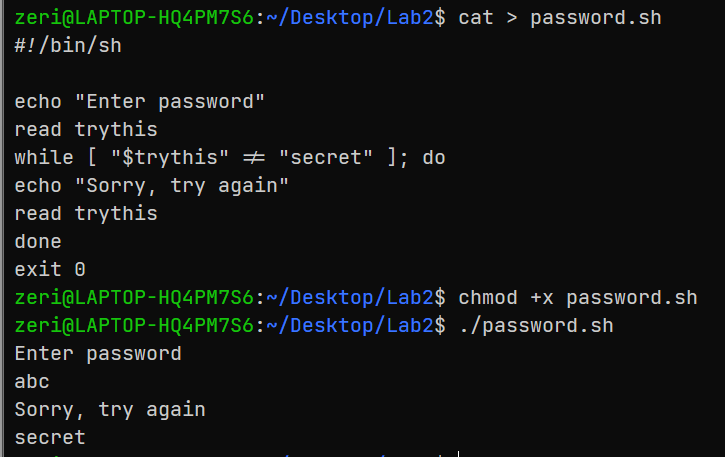 zeri@LAPTOP-HQ4PM7S6:~/Desktop/Lab2$ cat > password.sh
#!/bin/sh
echo "Enter password"
read trythis
while [ "$trythis" != "secret" ]; do
echo "Sorry, try again"
read trythis
done
exit 0
zeri@LAPTOP-HQ4PM7S6:~/Desktop/Lab2$ chmod +x password.sh
zeri@LAPTOP-HQ4PM7S6:~/Desktop/Lab2$ ./password.sh
Enter password
abc
Sorry, try again
secret